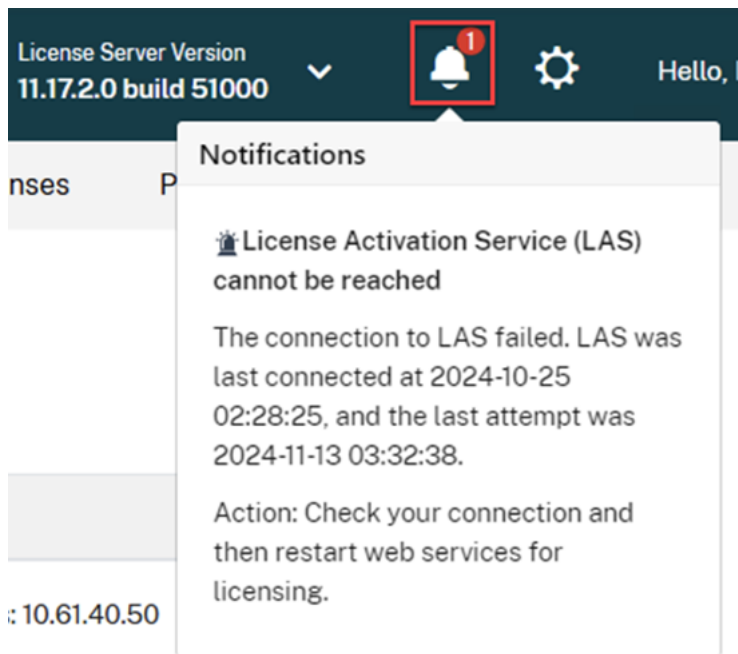 License Server Version
11.17.2.0 build 51000
1
Hello,
Notifications
nses P
License Activation Service (LAS)
cannot be reached
The connection to LAS failed. LAS was
last connected at 2024-10-25
02:28:25, and the last attempt was
2024-11-13 03:32:38.
Action: Check your connection and
then restart web services for
licensing.
: 10.61.40.50